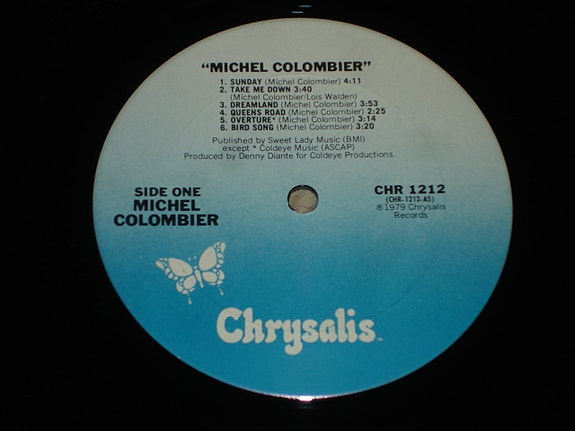 "MICHEL COLOMBIER"
1. SUNDAY (Michel Colombier) 4:11
2. TAKE ME DOWN 3:40
(Michel Colombier/Lois Walden)
3. DREAMLAND (Michel Colombier) 3:53
4. QUEENS ROAD (Michel Colombier) 2:25
5. OVERTURE* (Michel Colombier) 3:14
6. BIRD SONG (Michel Colombier) 3:20
Published by Sweet Lady Music (BMI)
except * Coldeye Music (ASCAP)
Produced by Denny Diante for Coldeye Productions
SIDE ONE
MICHEL
COLOMBIER
CHR 1212
(CHR-1212-AS)
℗1979 Chrysalis
Records
Chrysalis™